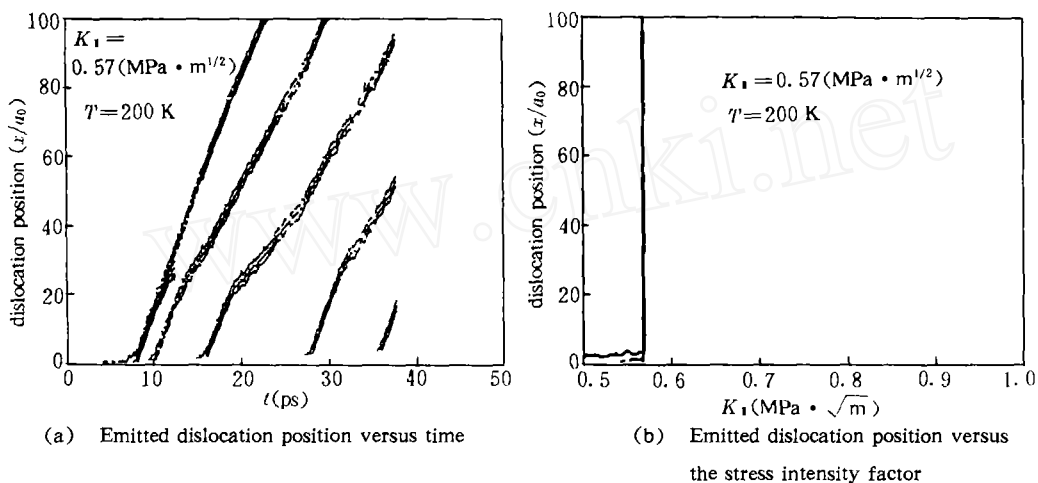 100
80
60
40
20
0
dislocation position (x/a₀)
K_I =
0.57(MPa · m^{1/2})
T=200 K
0 10 20 30 40 50
t(ps)
(a) Emitted dislocation position versus time
100
80
60
40
20
0
dislocation position (x/a₀)
K_I=0.57(MPa · m^{1/2})
T=200 K
0.5 0.6 0.7 0.8 0.9 1.0
K_I(MPa · √m)
(b) Emitted dislocation position versus
the stress intensity factor
www.cnki.net